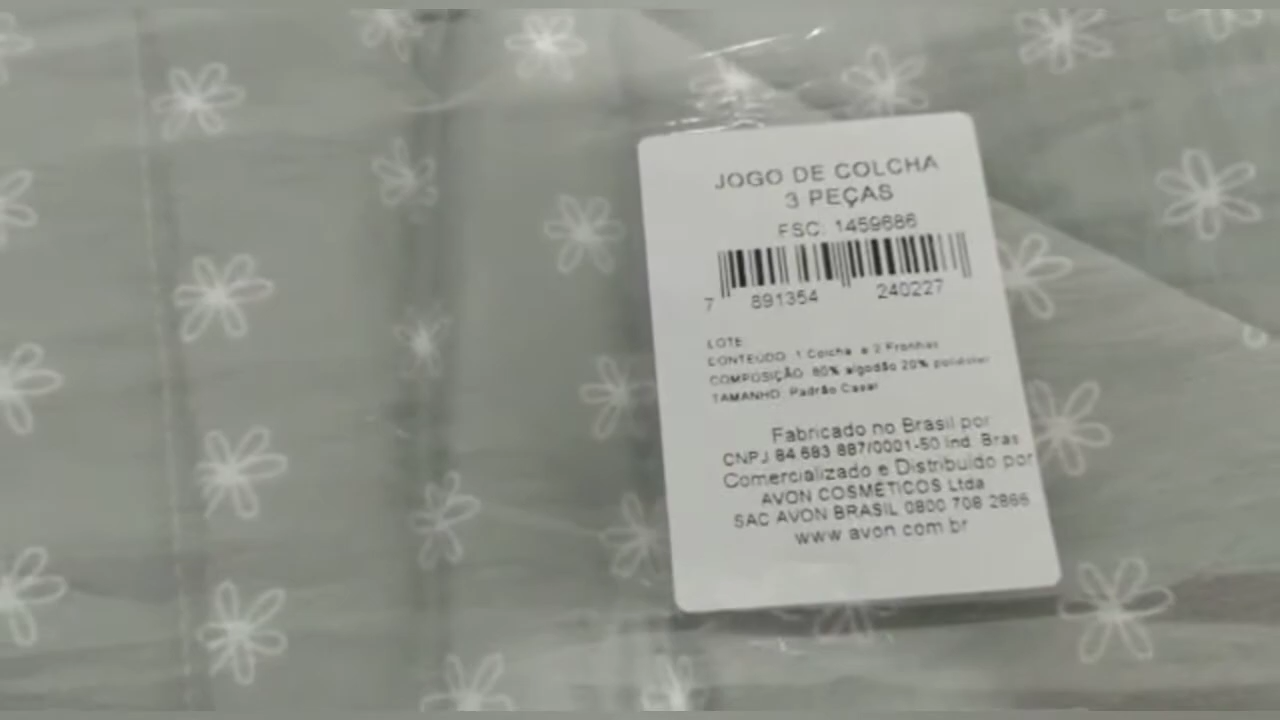 JOGO DE COLCHA
3 PEÇAS
FSC: 1459686
7 891354 240227
LOTE:
CONTEÚDO: 1 Colcha e 2 Fronhas
COMPOSIÇÃO: 80% algodão 20% poliéster
TAMANHO: Padrão Casal
Fabricado no Brasil por
CNPJ 84 683 887/0001-50 Ind. Bras
Comercializado e Distribuído por
AVON COSMÉTICOS Ltda
SAC AVON BRASIL 0800 708 2866
www avon.com br